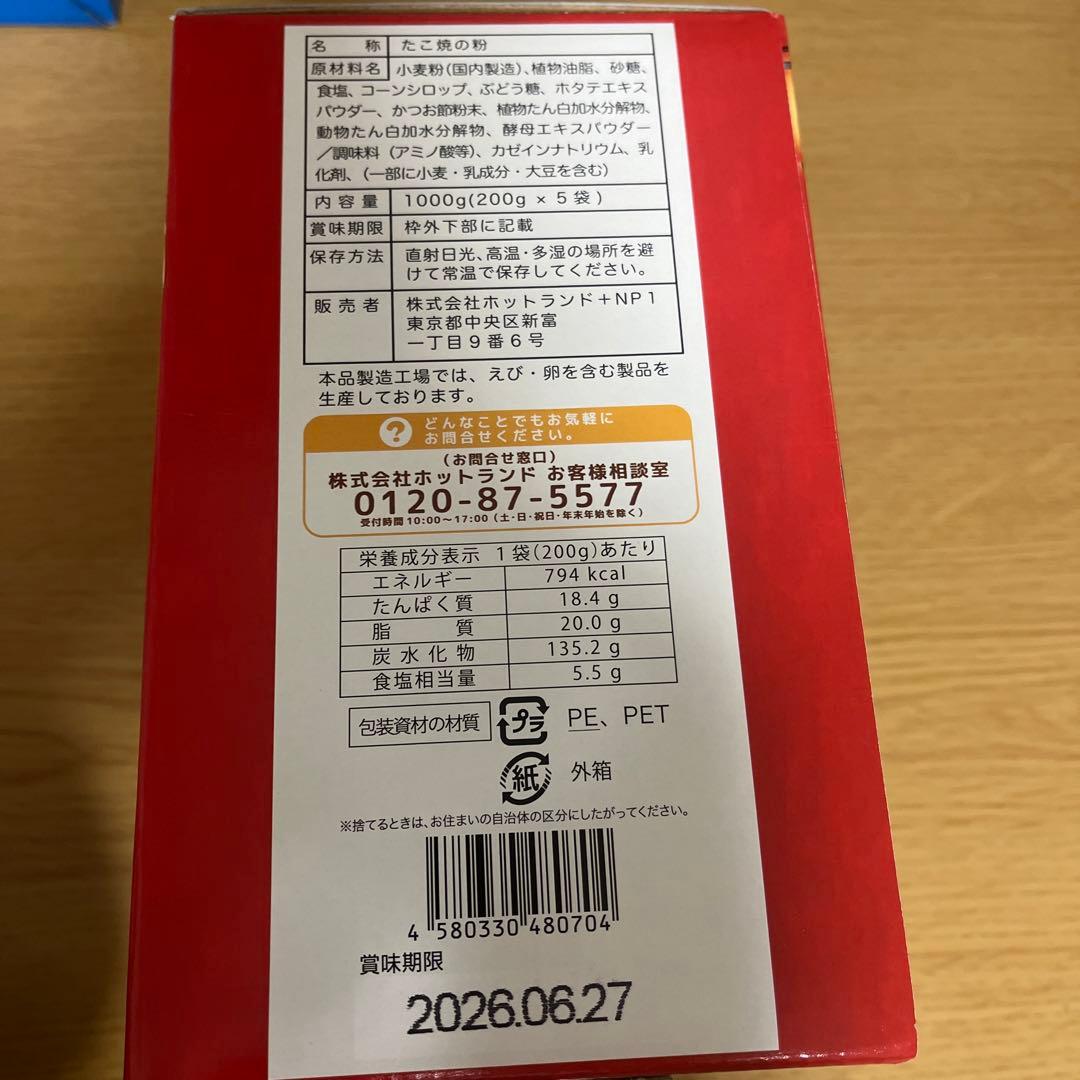 名称 たこ焼の粉
原材料名 小麦粉(国内製造)、植物油脂、砂糖、
食塩、コーンシロップ、ぶどう糖、ホタテエキス
パウダー、かつお節粉末、植物たん白加水分解物、
動物たん白加水分解物、酵母エキスパウダー
/調味料(アミノ酸等)、カゼインナトリウム、乳
化剤、(一部に小麦・乳成分・大豆を含む)
内容量 1000g(200g × 5袋)
賞味期限 枠外下部に記載
保存方法 直射日光、高温・多湿の場所を避
けて常温で保存してください。
販売者 株式会社ホットランド+NP1
東京都中央区新富
一丁目9番6号
本品製造工場では、えび・卵を含む製品を
生産しております。
? どんなことでもお気軽に
お問合せください。
(お問合せ窓口)
株式会社ホットランド お客様相談室
0120-87-5577
受付時間10:00〜17:00(土・日・祝日・年末年始を除く)
栄養成分表示 1袋(200g)あたり
エネルギー 794 kcal
たんぱく質 18.4 g
脂質 20.0 g
炭水化物 135.2 g
食塩相当量 5.5 g
包装資材の材質 プラ PE、PET
紙 外箱
※捨てるときは、お住まいの自治体の区分にしたがってください。
4 580330 480704
賞味期限
2026.06.27